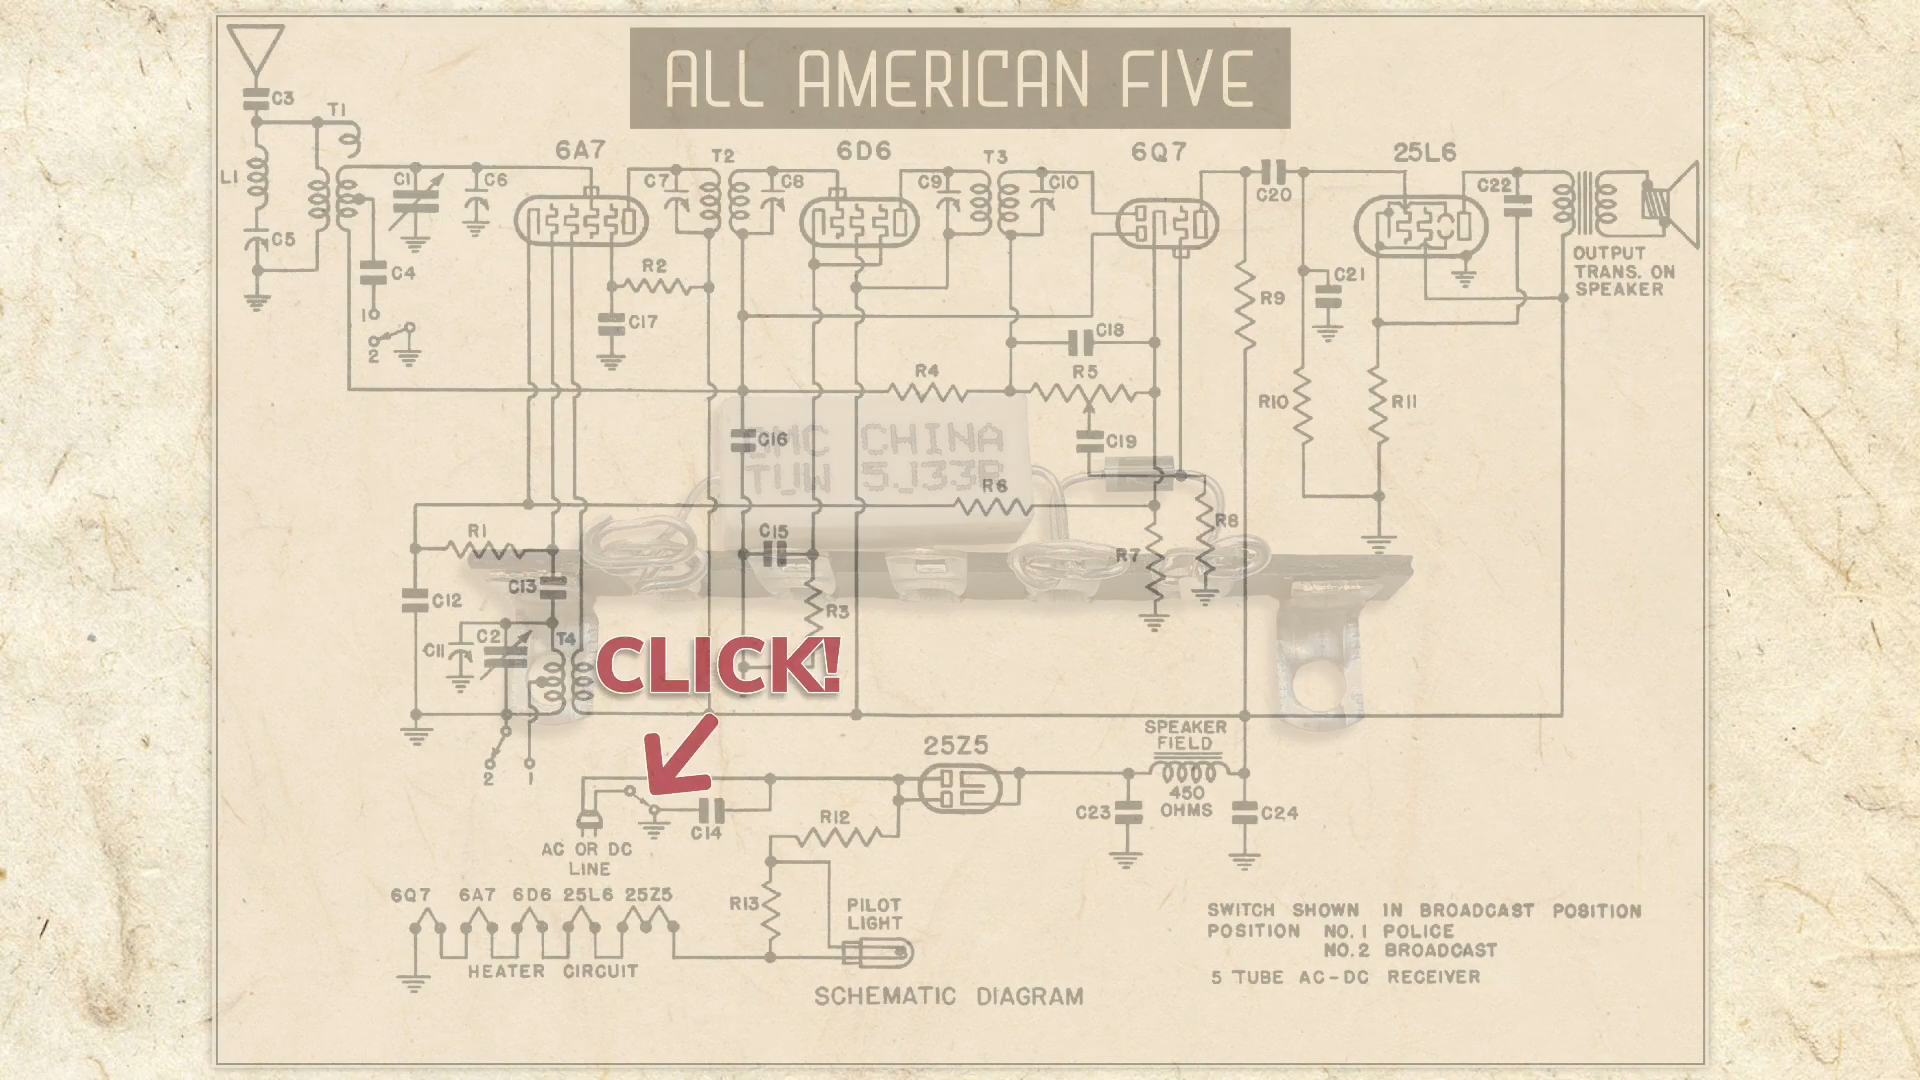 ALL AMERICAN FIVE
C3
T1
6A7
T2
6D6
T3
6Q7
25L6
L1
C1
C6
C7
C8
C9
C10
C20
C22
C5
C4
R2
C21
OUTPUT
TRANS. ON
SPEAKER
R9
1
2
C17
C18
R4
R5
R10
R11
C16
CHINA
C19
R6
R1
C15
R8
R7
C13
C12
R3
C2
T4
C11
CLICK!
2
1
25Z5
SPEAKER
FIELD
450
OHMS
C14
R12
C23
C24
AC OR DC
LINE
6Q7 6A7 6D6 25L6 25Z5
R13
PILOT
LIGHT
HEATER CIRCUIT
SWITCH SHOWN IN BROADCAST POSITION
POSITION NO. 1 POLICE
NO. 2 BROADCAST
5 TUBE AC-DC RECEIVER
SCHEMATIC DIAGRAM